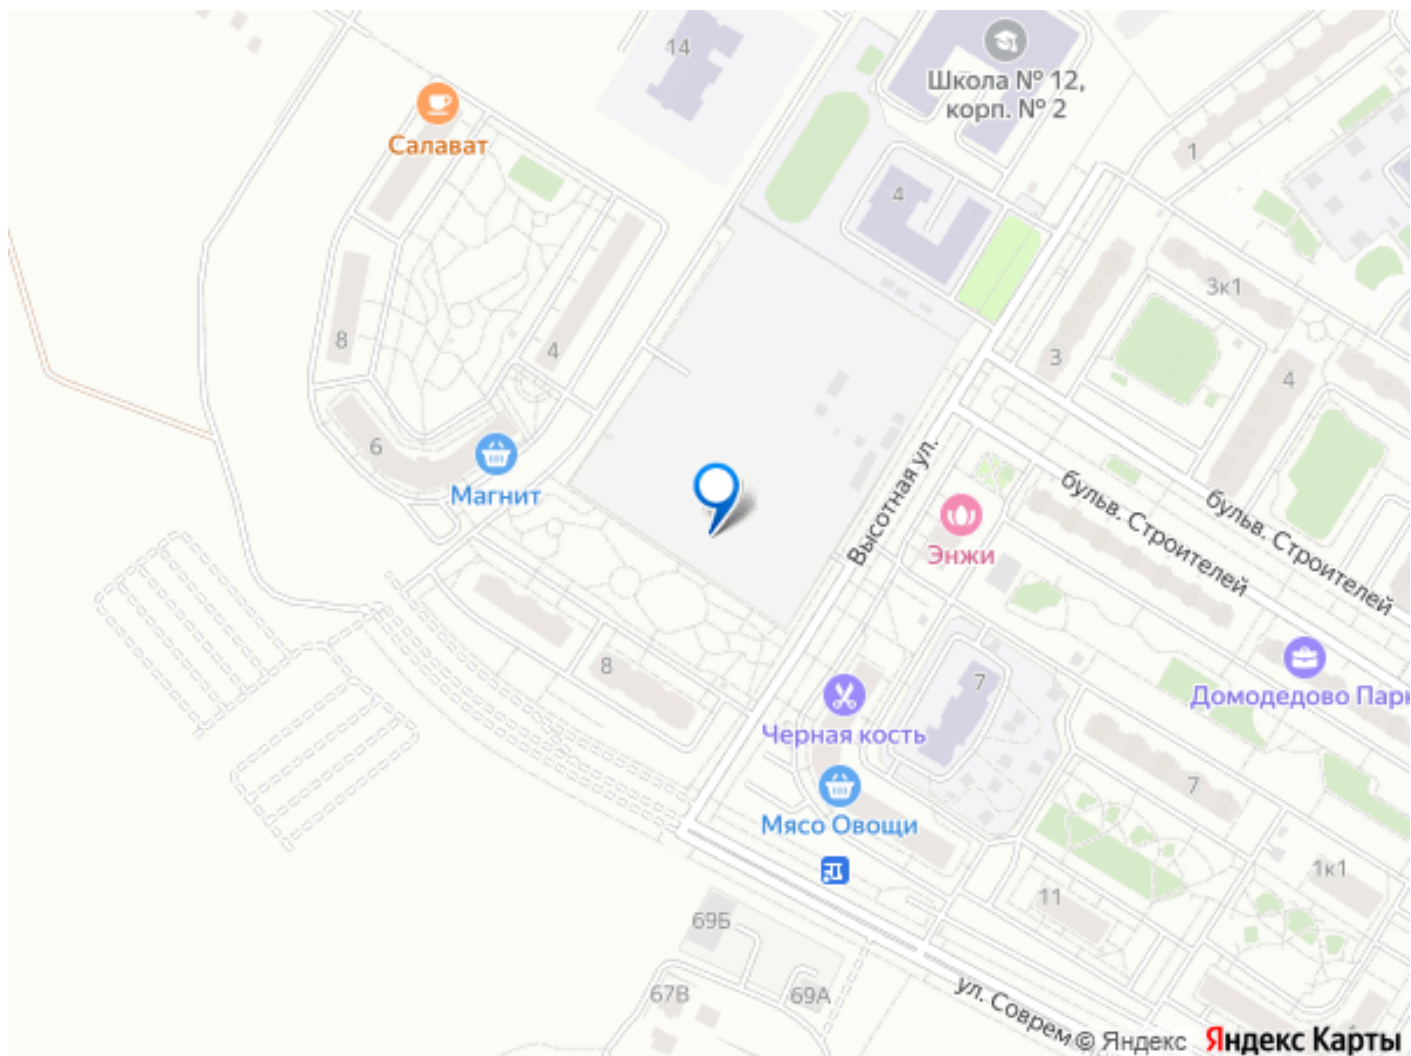 14
Школа № 12,
корп. № 2
Салават
1
4
3к1
8
4
3
4
6
Магнит
Высотная ул.
бульв. Строителей
бульв. Строителей
Энжи
8
7
Домодедово Парк
Черная кость
7
Мясо Овощи
1к1
11
69Б
67В
69А
ул. Соврем
© Яндекс
Яндекс Карты